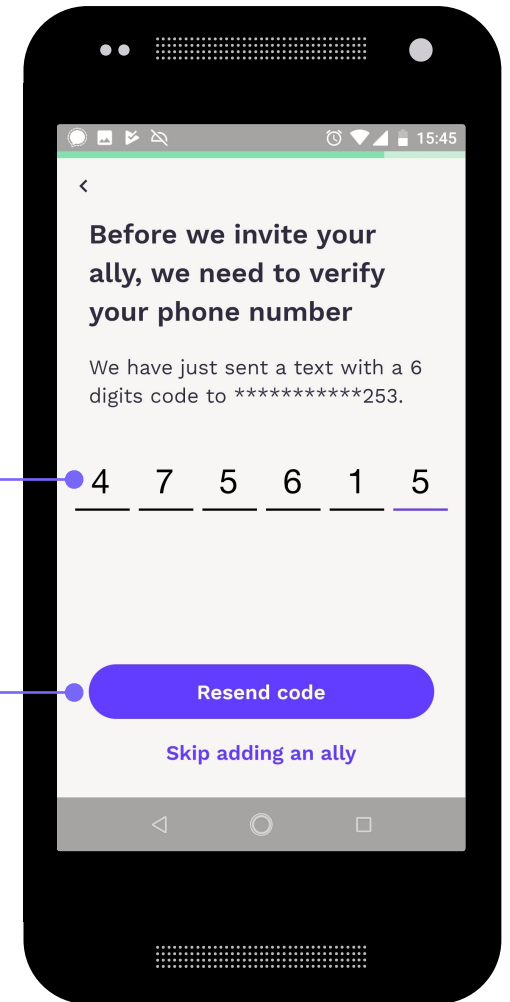 15:45
Before we invite your
ally, we need to verify
your phone number
We have just sent a text with a 6
digits code to ***********253.
4 7 5 6 1 5
Resend code
Skip adding an ally